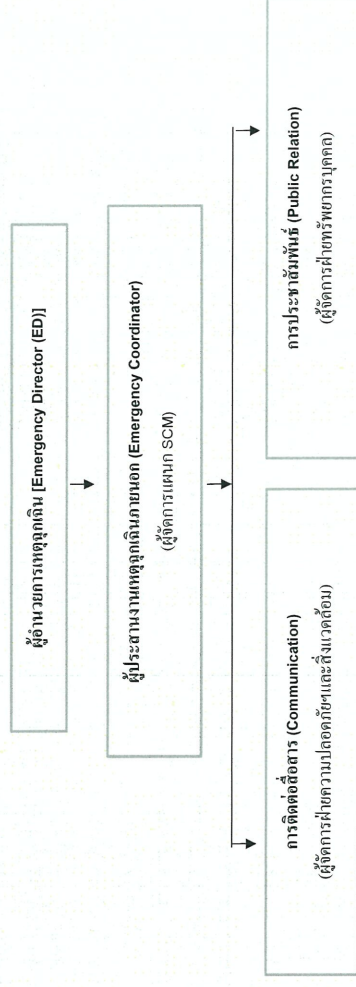 ผู้อำนวยการเหตุฉุกเฉิน [Emergency Director (ED)]
ผู้ประสานงานเหตุฉุกเฉินภายนอก (Emergency Coordinator)
(ผู้จัดการแผนก SCM)
การติดต่อสื่อสาร (Communication)
(ผู้จัดการฝ่ายความปลอดภัยฯและสิ่งแวดล้อม)
การประชาสัมพันธ์ (Public Relation)
(ผู้จัดการฝ่ายทรัพยากรบุคคล)